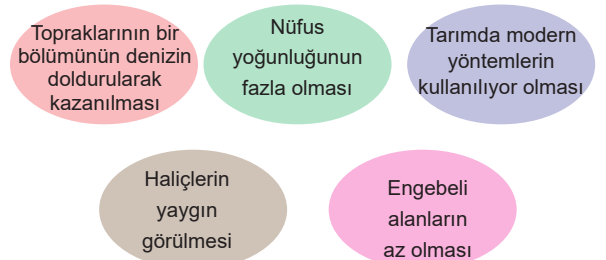 Topraklarının bir
bölümünün denizin
doldurularak
kazanılması
Nüfus
yoğunluğunun
fazla olması
Tarımda modern
yöntemlerin
kullanılıyor olması
Haliçlerin
yaygın
görülmesi
Engebeli
alanların
az olması